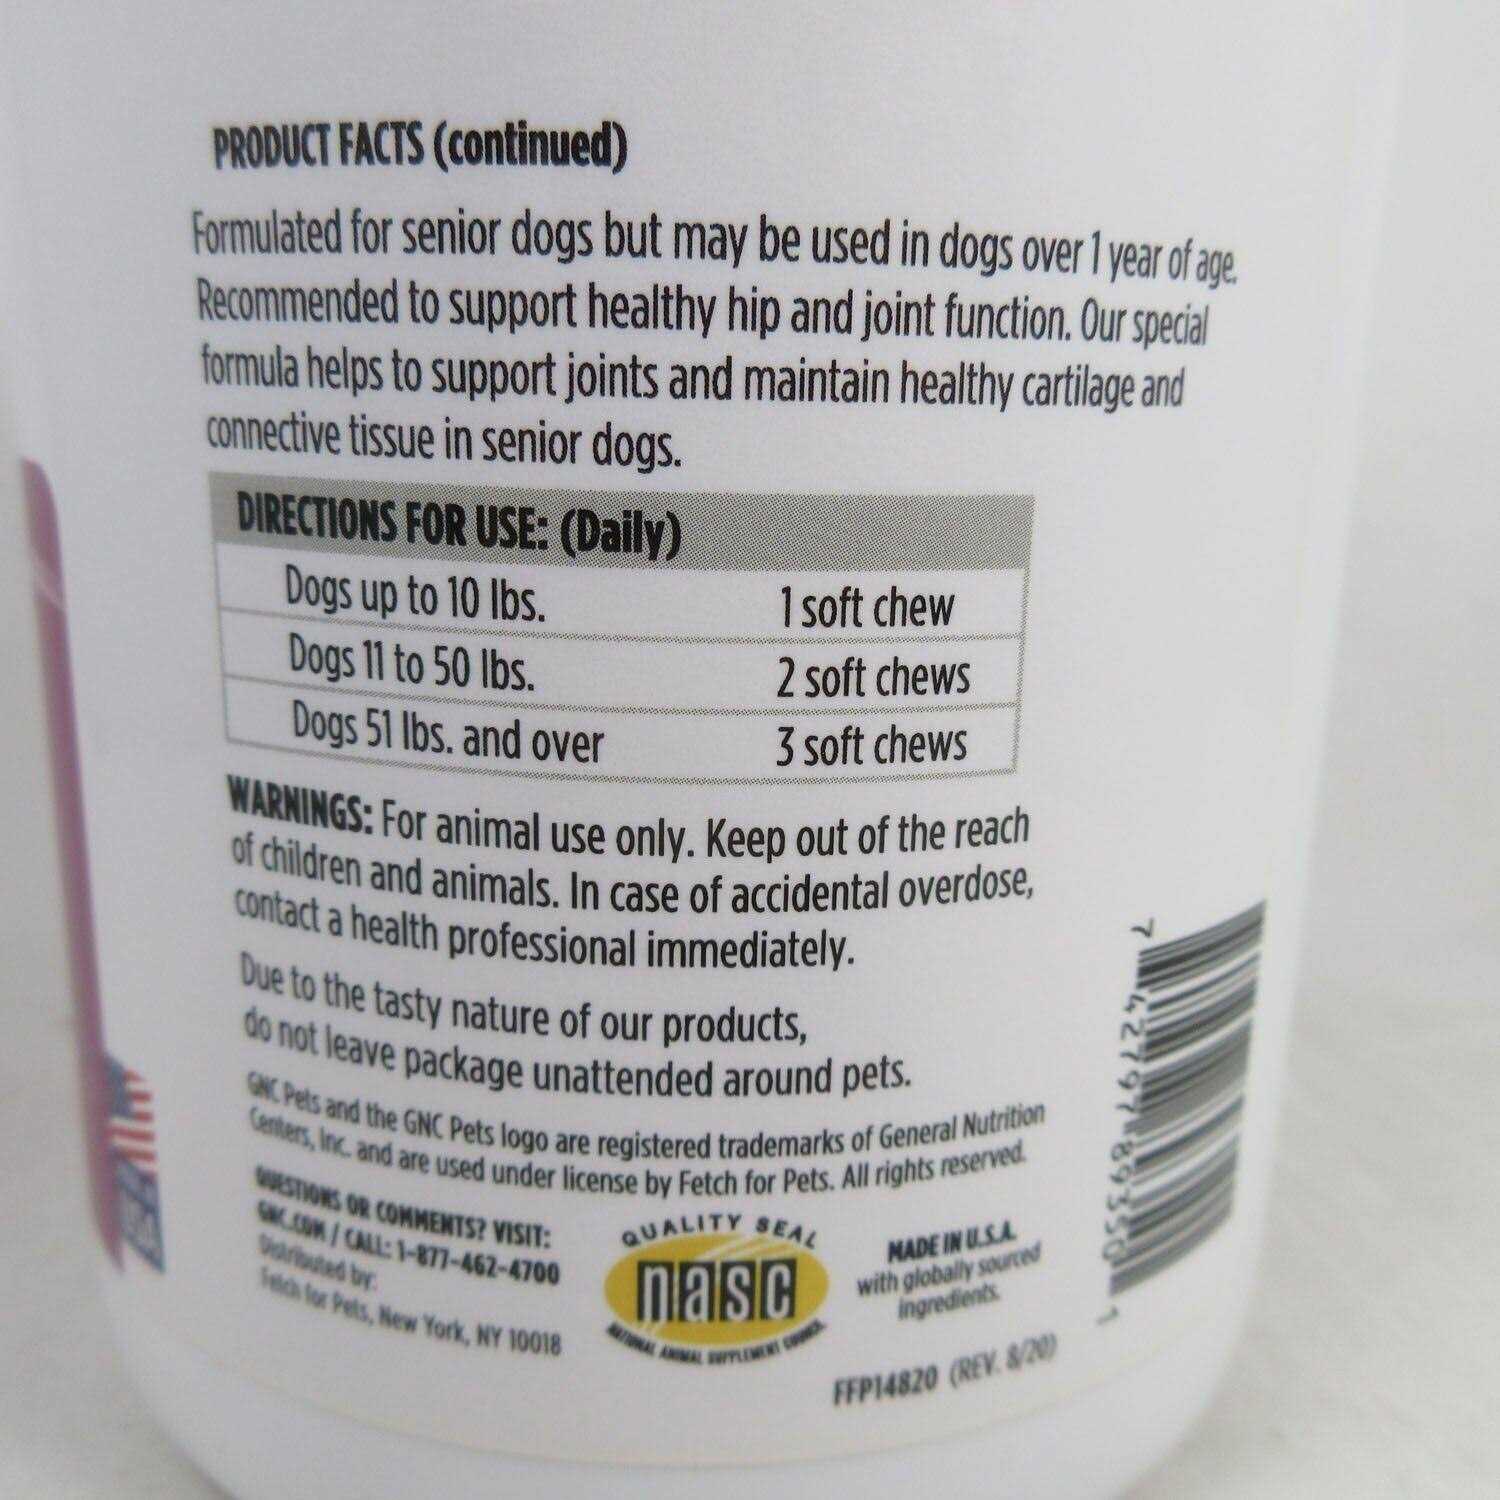 PRODUCT FACTS (continued)
Formulated for senior dogs but may be used in dogs over 1 year of age.
Recommended to support healthy hip and joint function. Our special
formula helps to support joints and maintain healthy cartilage and
connective tissue in senior dogs.
DIRECTIONS FOR USE: (Daily)
Dogs up to 10 lbs. 1 soft chew
Dogs 11 to 50 lbs. 2 soft chews
Dogs 51 lbs. and over 3 soft chews
WARNINGS: For animal use only. Keep out of the reach
of children and animals. In case of accidental overdose,
contact a health professional immediately.
Due to the tasty nature of our products,
do not leave package unattended around pets.
GNC Pets and the GNC Pets logo are registered trademarks of General Nutrition
Centers, Inc. and are used under license by Fetch for Pets. All rights reserved.
QUESTIONS OR COMMENTS? VISIT:
GNC.COM / CALL: 1-877-462-4700
Distributed by:
Fetch for Pets, New York, NY 10018
QUALITY SEAL
nasc
NATIONAL ANIMAL SUPPLEMENT COUNCIL
MADE IN U.S.A.
with globally sourced
ingredients.
FFP14820 (REV. 8/20)
7 42797 89350 1